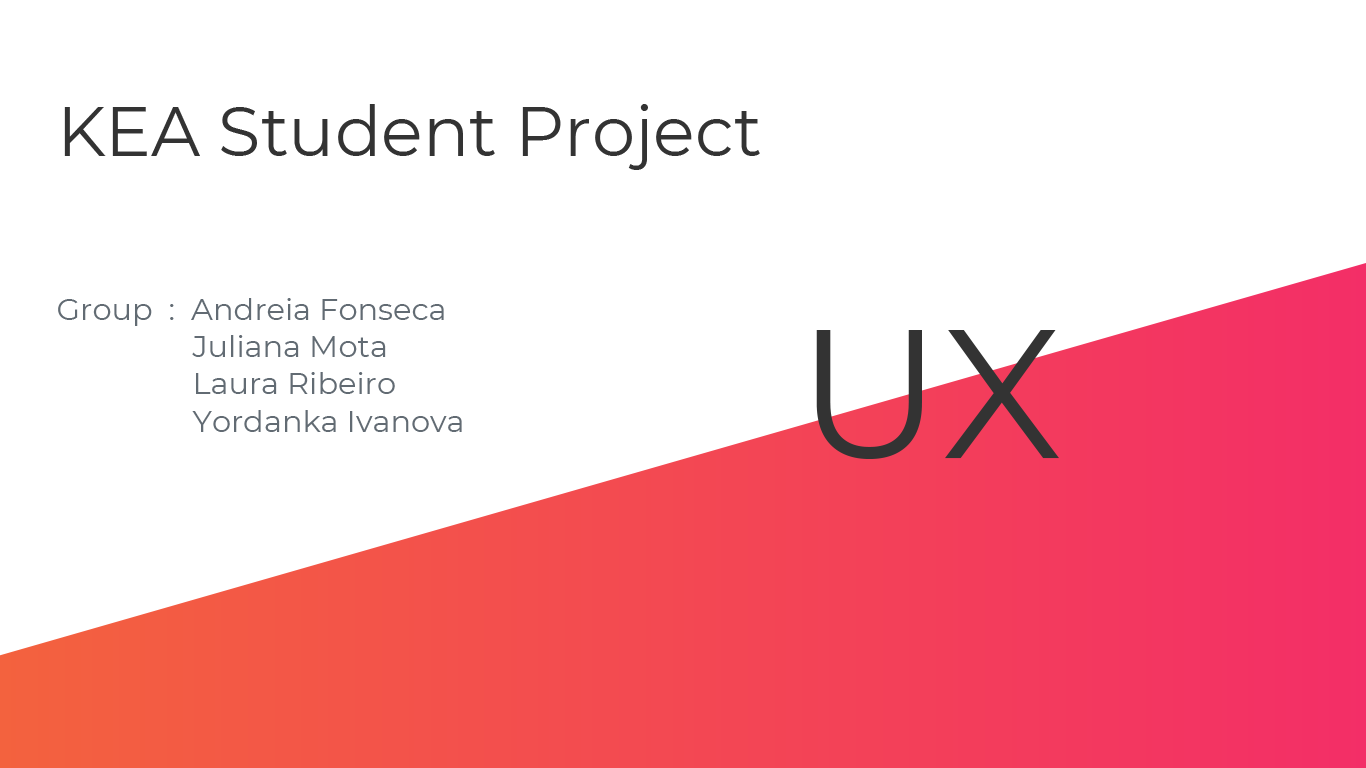 KEA Student Project
Group : Andreia Fonseca
Juliana Mota
Laura Ribeiro
Yordanka Ivanova
UX